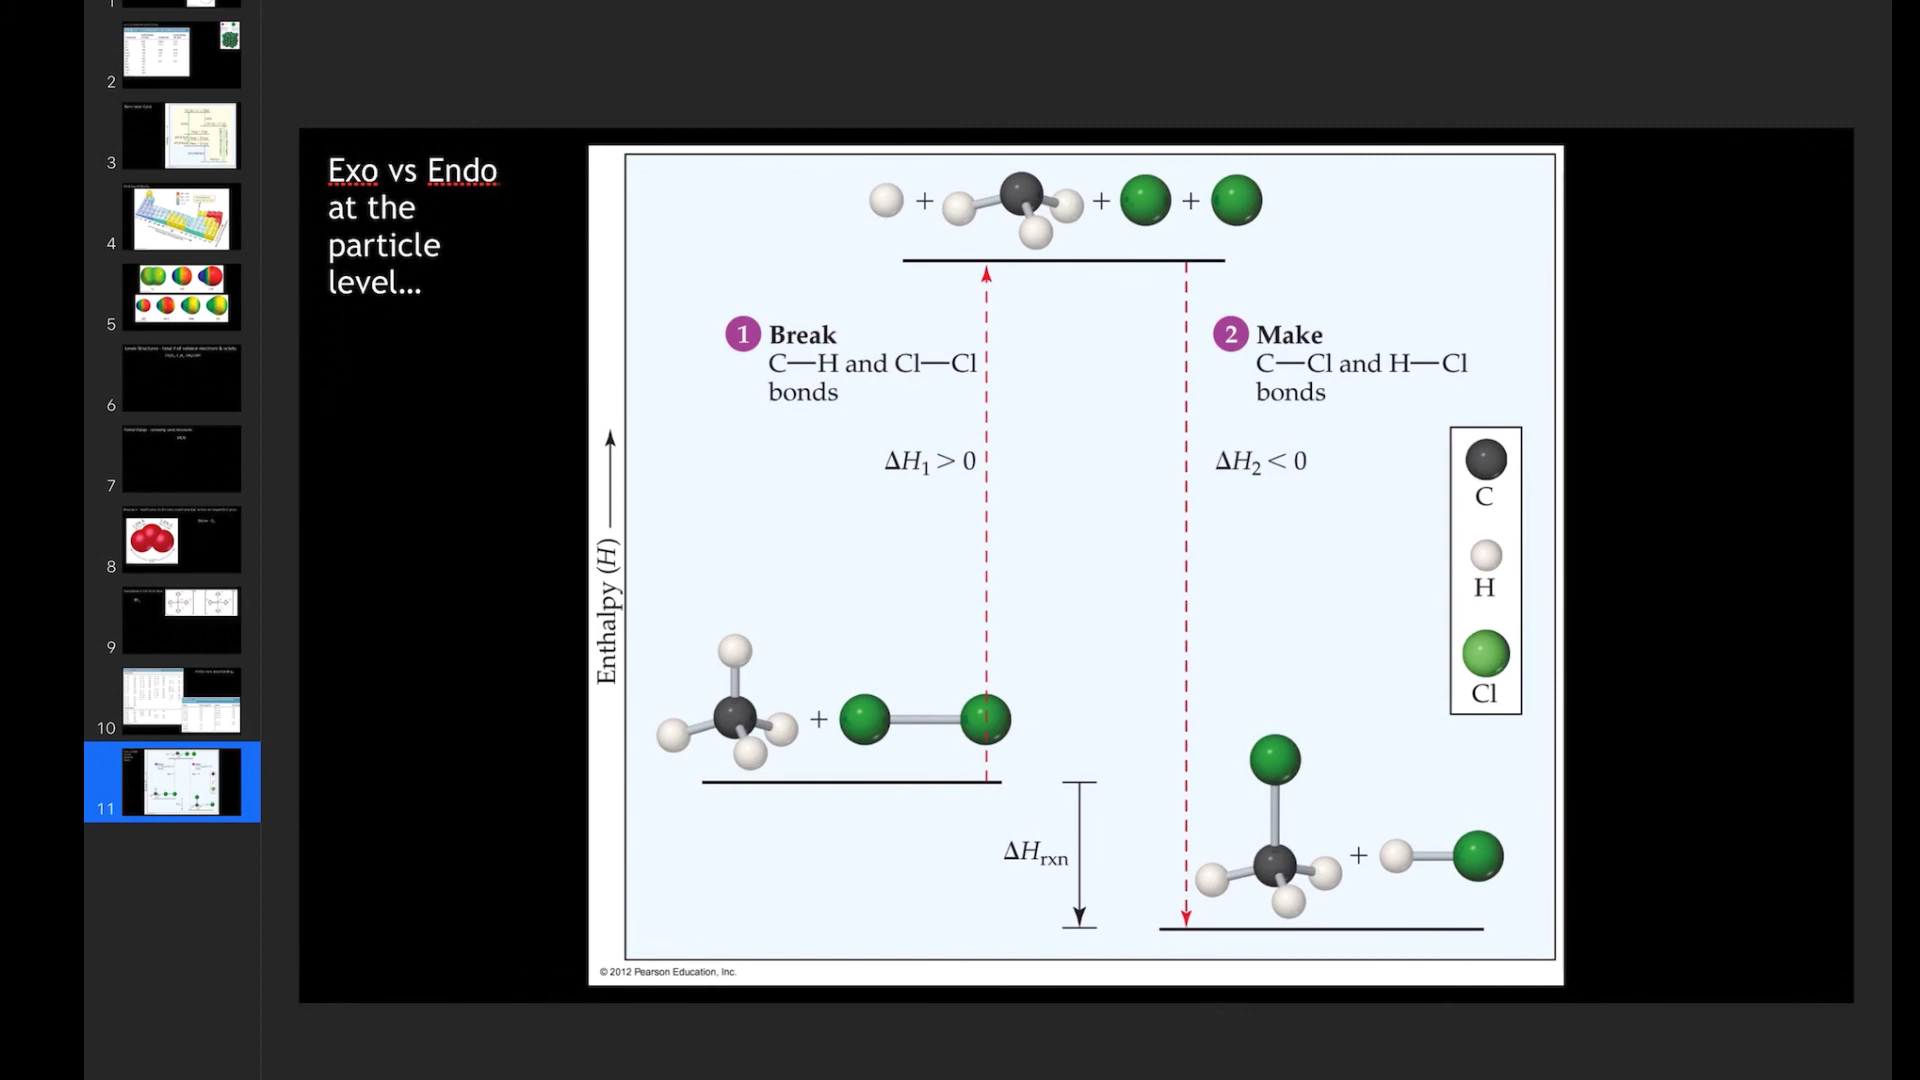 2
3
4
5
6
7
8
9
10
11
Exo vs Endo
at the
particle
level...
+ + +
1 Break
C—H and Cl—Cl
bonds
2 Make
C—Cl and H—Cl
bonds
ΔH₁ > 0
ΔH₂ < 0
Enthalpy (H)
C
H
Cl
+
ΔHrxn
+
© 2012 Pearson Education, Inc.